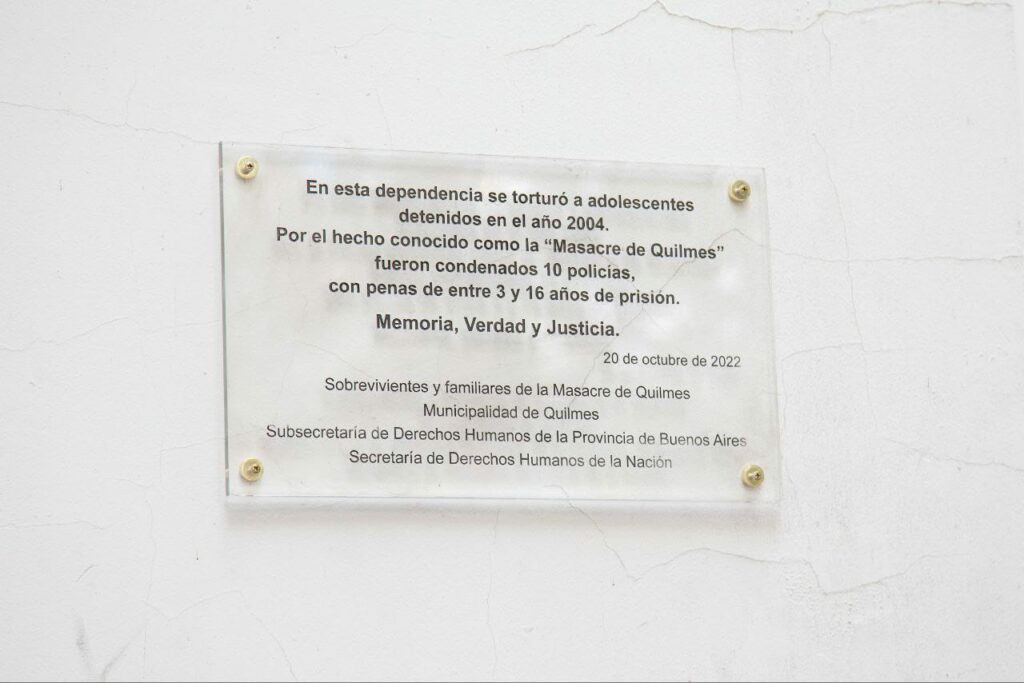 En esta dependencia se torturó a adolescentes
detenidos en el año 2004.
Por el hecho conocido como la “Masacre de Quilmes”
fueron condenados 10 policías,
con penas de entre 3 y 16 años de prisión.
Memoria, Verdad y Justicia.
20 de octubre de 2022
Sobrevivientes y familiares de la Masacre de Quilmes
Municipalidad de Quilmes
Subsecretaría de Derechos Humanos de la Provincia de Buenos Aires
Secretaría de Derechos Humanos de la Nación